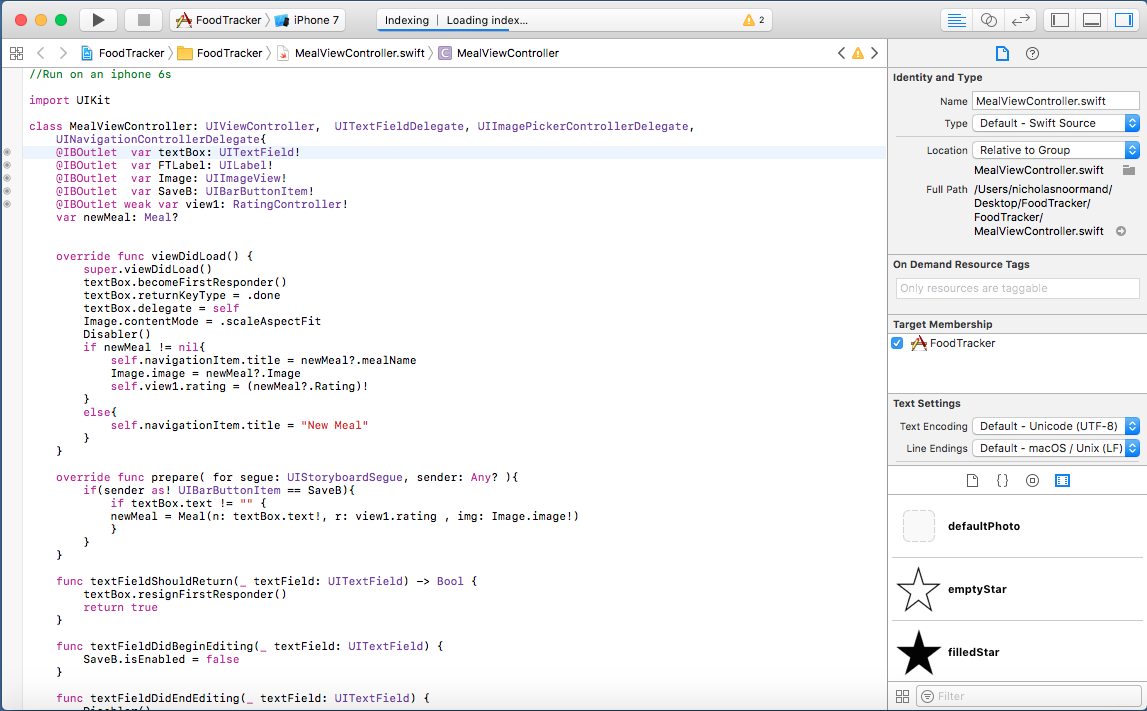 FoodTracker iPhone 7 Indexing | Loading index... 2
FoodTracker FoodTracker MealViewController.swift C MealViewController
//Run on an iphone 6s
import UIKit
class MealViewController: UIViewController,  UITextFieldDelegate, UIImagePickerControllerDelegate,
UINavigationControllerDelegate{
@IBOutlet  var textBox: UITextField!
@IBOutlet  var FTLabel: UILabel!
@IBOutlet  var Image: UIImageView!
@IBOutlet  var SaveB: UIBarButtonItem!
@IBOutlet weak var view1: RatingController!
var newMeal: Meal?
override func viewDidLoad() {
super.viewDidLoad()
textBox.becomeFirstResponder()
textBox.returnKeyType = .done
textBox.delegate = self
Image.contentMode = .scaleAspectFit
Disabler()
if newMeal != nil{
self.navigationItem.title = newMeal?.mealName
Image.image = newMeal?.Image
self.view1.rating = (newMeal?.Rating)!
}
else{
self.navigationItem.title = "New Meal"
}
}
override func prepare( for segue: UIStoryboardSegue, sender: Any? ){
if(sender as! UIBarButtonItem == SaveB){
if textBox.text != "" {
newMeal = Meal(n: textBox.text!, r: view1.rating , img: Image.image!)
}
}
}
func textFieldShouldReturn(_ textField: UITextField) -> Bool {
textBox.resignFirstResponder()
return true
}
func textFieldDidBeginEditing(_ textField: UITextField) {
SaveB.isEnabled = false
}
func textFieldDidEndEditing(_ textField: UITextField) {
Disabler()
Identity and Type
Name MealViewController.swift
Type Default - Swift Source
Location Relative to Group
MealViewController.swift
Full Path /Users/nicholasnoormand/
Desktop/FoodTracker/
FoodTracker/
MealViewController.swift
On Demand Resource Tags
Only resources are taggable
Target Membership
FoodTracker
Text Settings
Text Encoding Default - Unicode (UTF-8)
Line Endings Default - macOS / Unix (LF)
{ }
defaultPhoto
emptyStar
filledStar
Filter